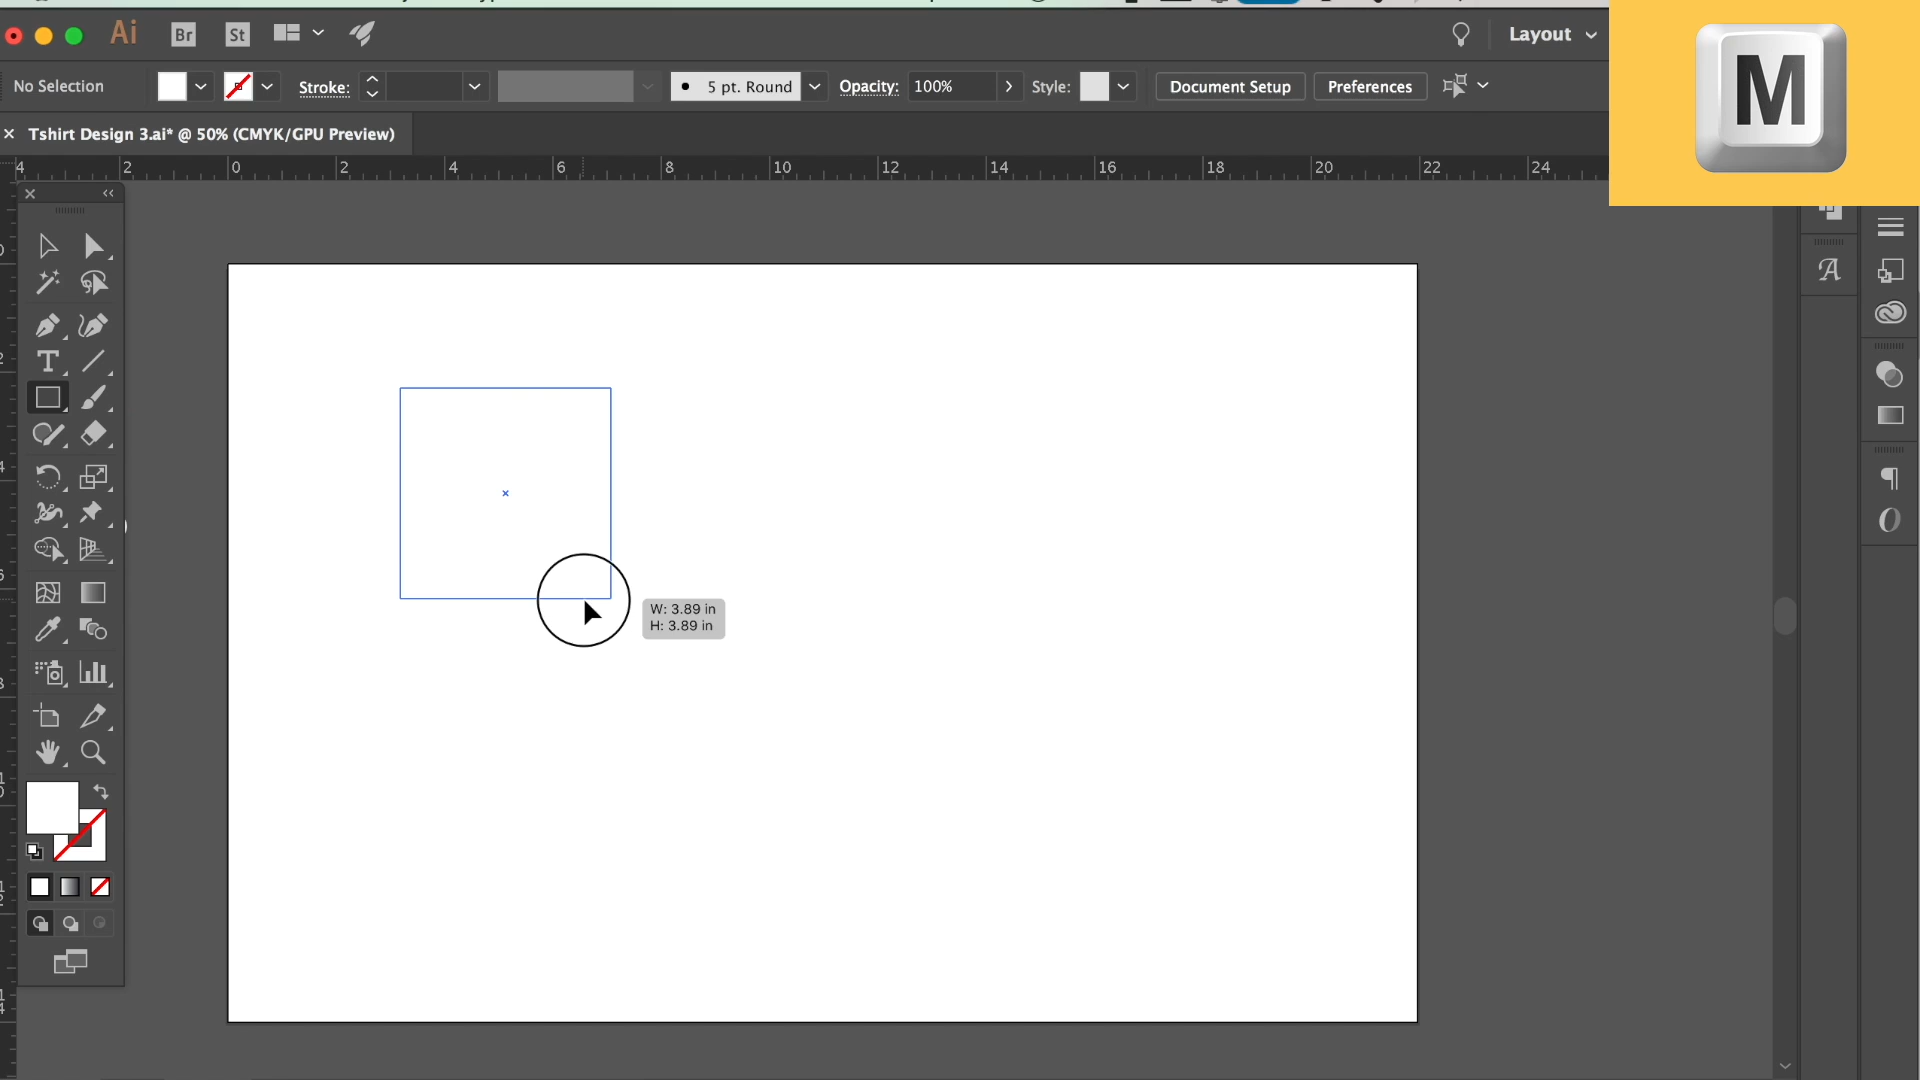 Ai Br St Layout
M
No Selection Stroke: 5 pt. Round Opacity: 100% Style: Document Setup Preferences
Tshirt Design 3.ai* @ 50% (CMYK/GPU Preview)
4 2 0 2 4 6 8 10 12 14 16 18 20 22 24
W: 3.89 in
H: 3.89 in